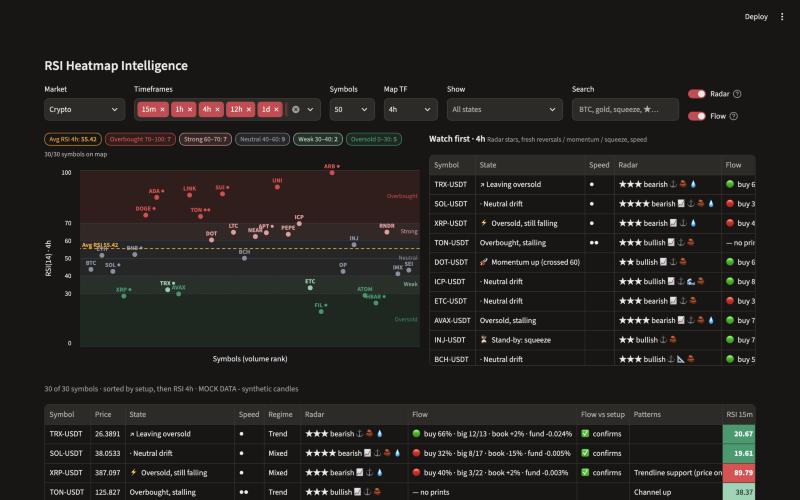 Deploy
RSI Heatmap Intelligence
Market Timeframes Symbols Map TF Show Search
Radar
Crypto 15m × 1h × 4h × 12h × 1d × 50 4h All states BTC, gold, squeeze, ★…
Flow
Avg RSI 4h: 55.42 Overbought 70–100: 7 Strong 60–70: 7 Neutral 40–60: 9 Weak 30–40: 2 Oversold 0–30: 5
30/30 symbols on map
RSI(14) · 4h
100
70
60
50
40
30
0
ARB
UNI
ADA
LINK
SUI
DOGE
TON
Overbought
ICP
LTC
APT
PEPE
RNDR
DOT
Strong
INJ
Avg RSI 55.42
BCH
Neutral
BTC
SOL
OP
IMX
SEI
ETC
Weak
TRX
AVAX
XRP
ATOM
FIL
Oversold
Symbols (volume rank)
Watch first · 4h Radar stars, fresh reversals / momentum / squeeze, speed
Symbol State Speed Radar Flow
TRX-USDT ↗ Leaving oversold ● ★★★ bearish buy 6
SOL-USDT · Neutral drift ● ★★★★ bearish buy 3
XRP-USDT ⚡ Oversold, still falling ● ★★★ bearish buy 4
TON-USDT Overbought, stalling ●● ★★★ bullish — no prin
DOT-USDT 🚀 Momentum up (crossed 60) ★★ bullish buy 6
ICP-USDT · Neutral drift ★★★ bullish buy 8
ETC-USDT · Neutral drift ★★★ bearish buy 3
AVAX-USDT Oversold, stalling ★★★★ bearish buy 7
INJ-USDT ⏳ Stand-by: squeeze ★★ bullish buy 7
BCH-USDT · Neutral drift ★★★ bullish buy 5
30 of 30 symbols · sorted by setup, then RSI 4h · MOCK DATA - synthetic candles
Symbol Price State Speed Regime Radar Flow Flow vs setup Patterns RSI 15m
TRX-USDT 26.3891 ↗ Leaving oversold ● Trend ★★★ bearish buy 66% · big 12/13 · book +2% · fund -0.024% ✅ confirms 20.67
SOL-USDT 38.0533 · Neutral drift ● Mixed ★★★★ bearish buy 32% · big 8/17 · book -15% · fund -0.005% ✅ confirms 19.61
XRP-USDT 387.097 ⚡ Oversold, still falling ● Mixed ★★★ bearish buy 40% · big 3/22 · book +2% · fund -0.003% ✅ confirms Trendline support (price on 89.79
TON-USDT 125.827 Overbought, stalling ●● Trend ★★★ bullish — no prints 38.37